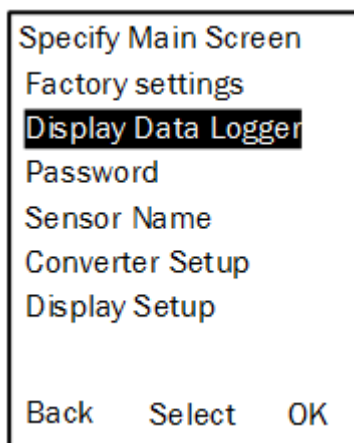 Specify Main Screen
Factory settings
Display Data Logger
Password
Sensor Name
Converter Setup
Display Setup
Back Select OK